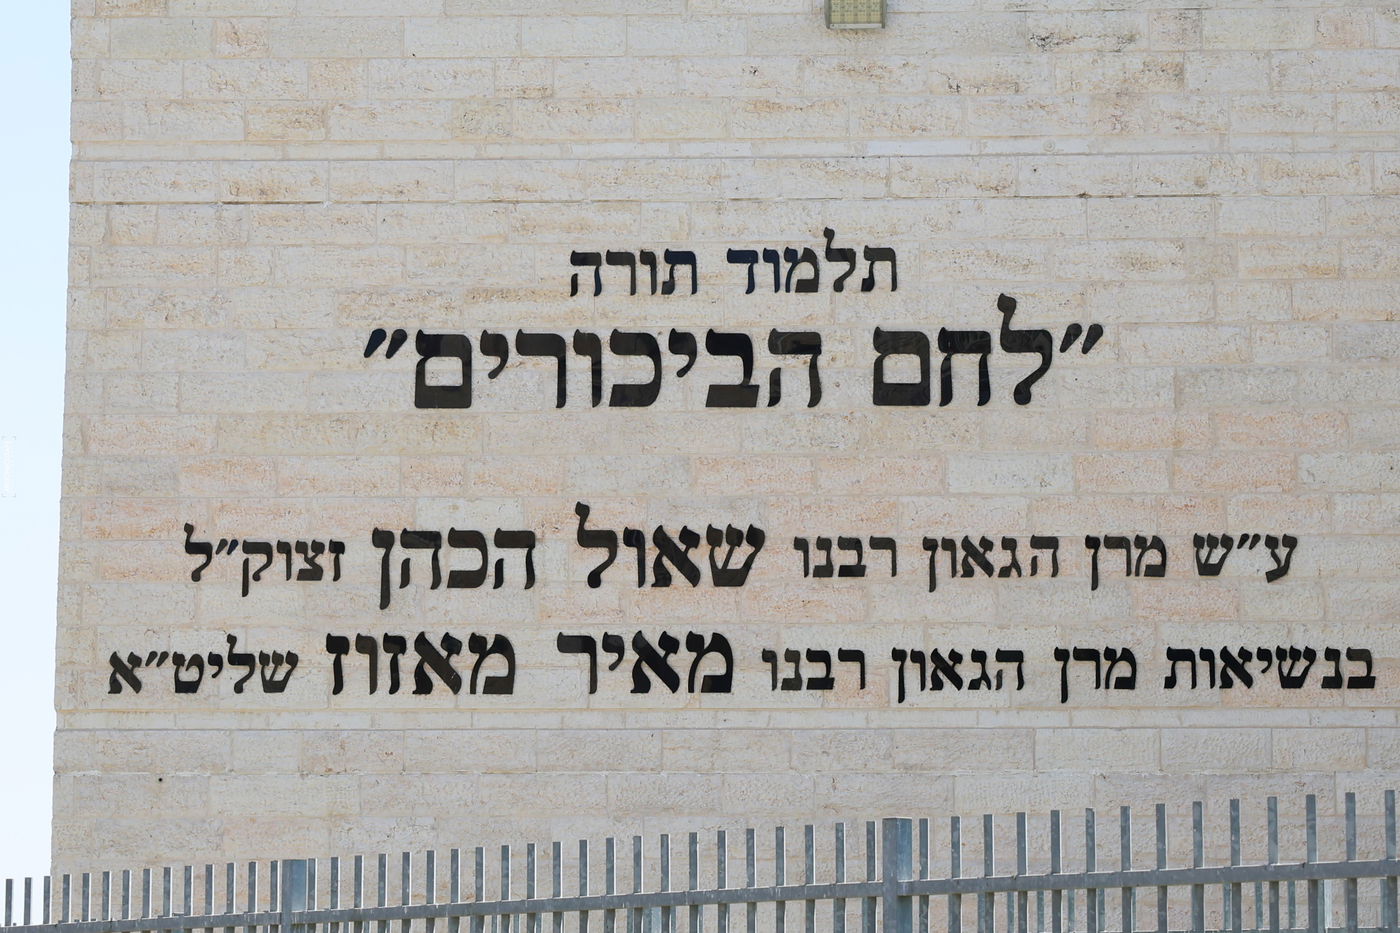 תלמוד תורה
״לחם הביכורים״
ע״ש מרן הגאון רבנו שאול הכהן זצוק״ל
בנשיאות מרן הגאון רבנו מאיר מאזוז שליט״א